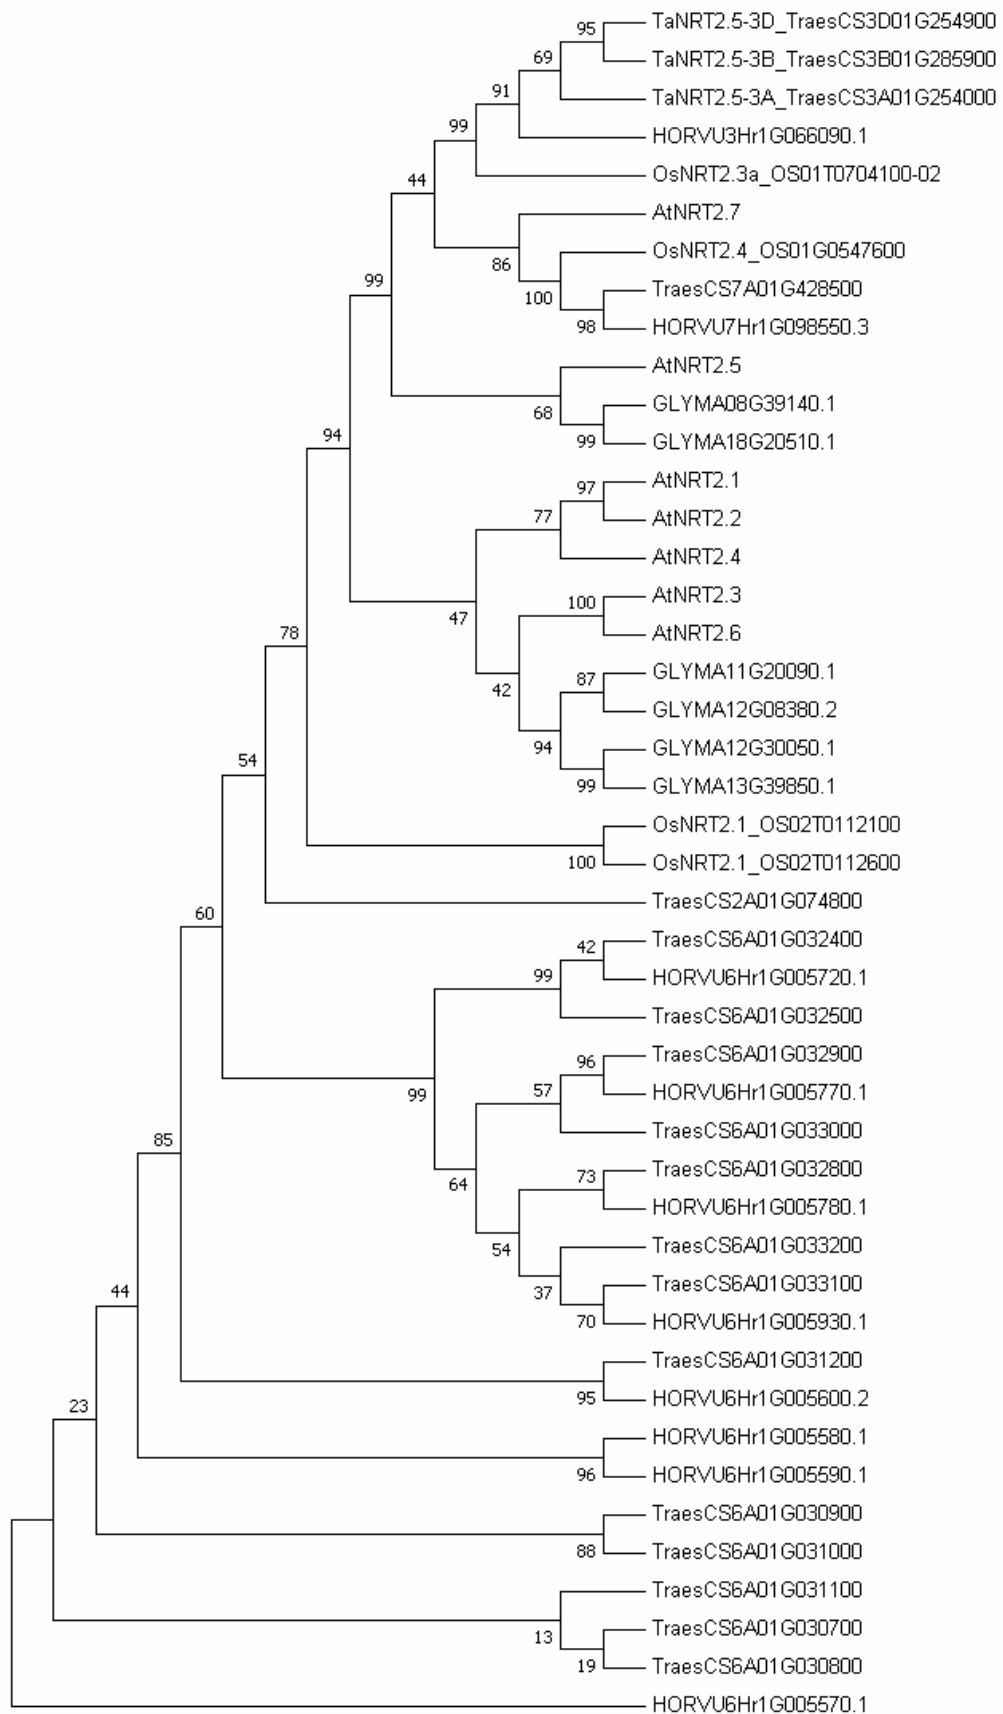 TaNRT2.5-3D_TraesCS3D01G254900
95
TaNRT2.5-3B_TraesCS3B01G285900
69
TaNRT2.5-3A_TraesCS3A01G254000
91
HORVU3Hr1G066090.1
99
OsNRT2.3a_OS01T0704100-02
44
AtNRT2.7
OsNRT2.4_OS01G0547600
86
99
TraesCS7A01G428500
100
HORVU7Hr1G098550.3
98
AtNRT2.5
GLYMA08G39140.1
68
94
GLYMA18G20510.1
99
AtNRT2.1
97
AtNRT2.2
77
AtNRT2.4
AtNRT2.3
100
47
AtNRT2.6
78
GLYMA11G20090.1
87
42
GLYMA12G08380.2
GLYMA12G30050.1
94
54
GLYMA13G39850.1
99
OsNRT2.1_OS02T0112100
OsNRT2.1_OS02T0112600
100
TraesCS2A01G074800
60
TraesCS6A01G032400
42
HORVU6Hr1G005720.1
99
TraesCS6A01G032500
TraesCS6A01G032900
96
HORVU6Hr1G005770.1
57
99
TraesCS6A01G033000
85
TraesCS6A01G032800
73
64
HORVU6Hr1G005780.1
TraesCS6A01G033200
54
TraesCS6A01G033100
44
37
HORVU6Hr1G005930.1
70
TraesCS6A01G031200
HORVU6Hr1G005600.2
95
23
HORVU6Hr1G005580.1
HORVU6Hr1G005590.1
96
TraesCS6A01G030900
TraesCS6A01G031000
88
TraesCS6A01G031100
TraesCS6A01G030700
13
TraesCS6A01G030800
19
HORVU6Hr1G005570.1